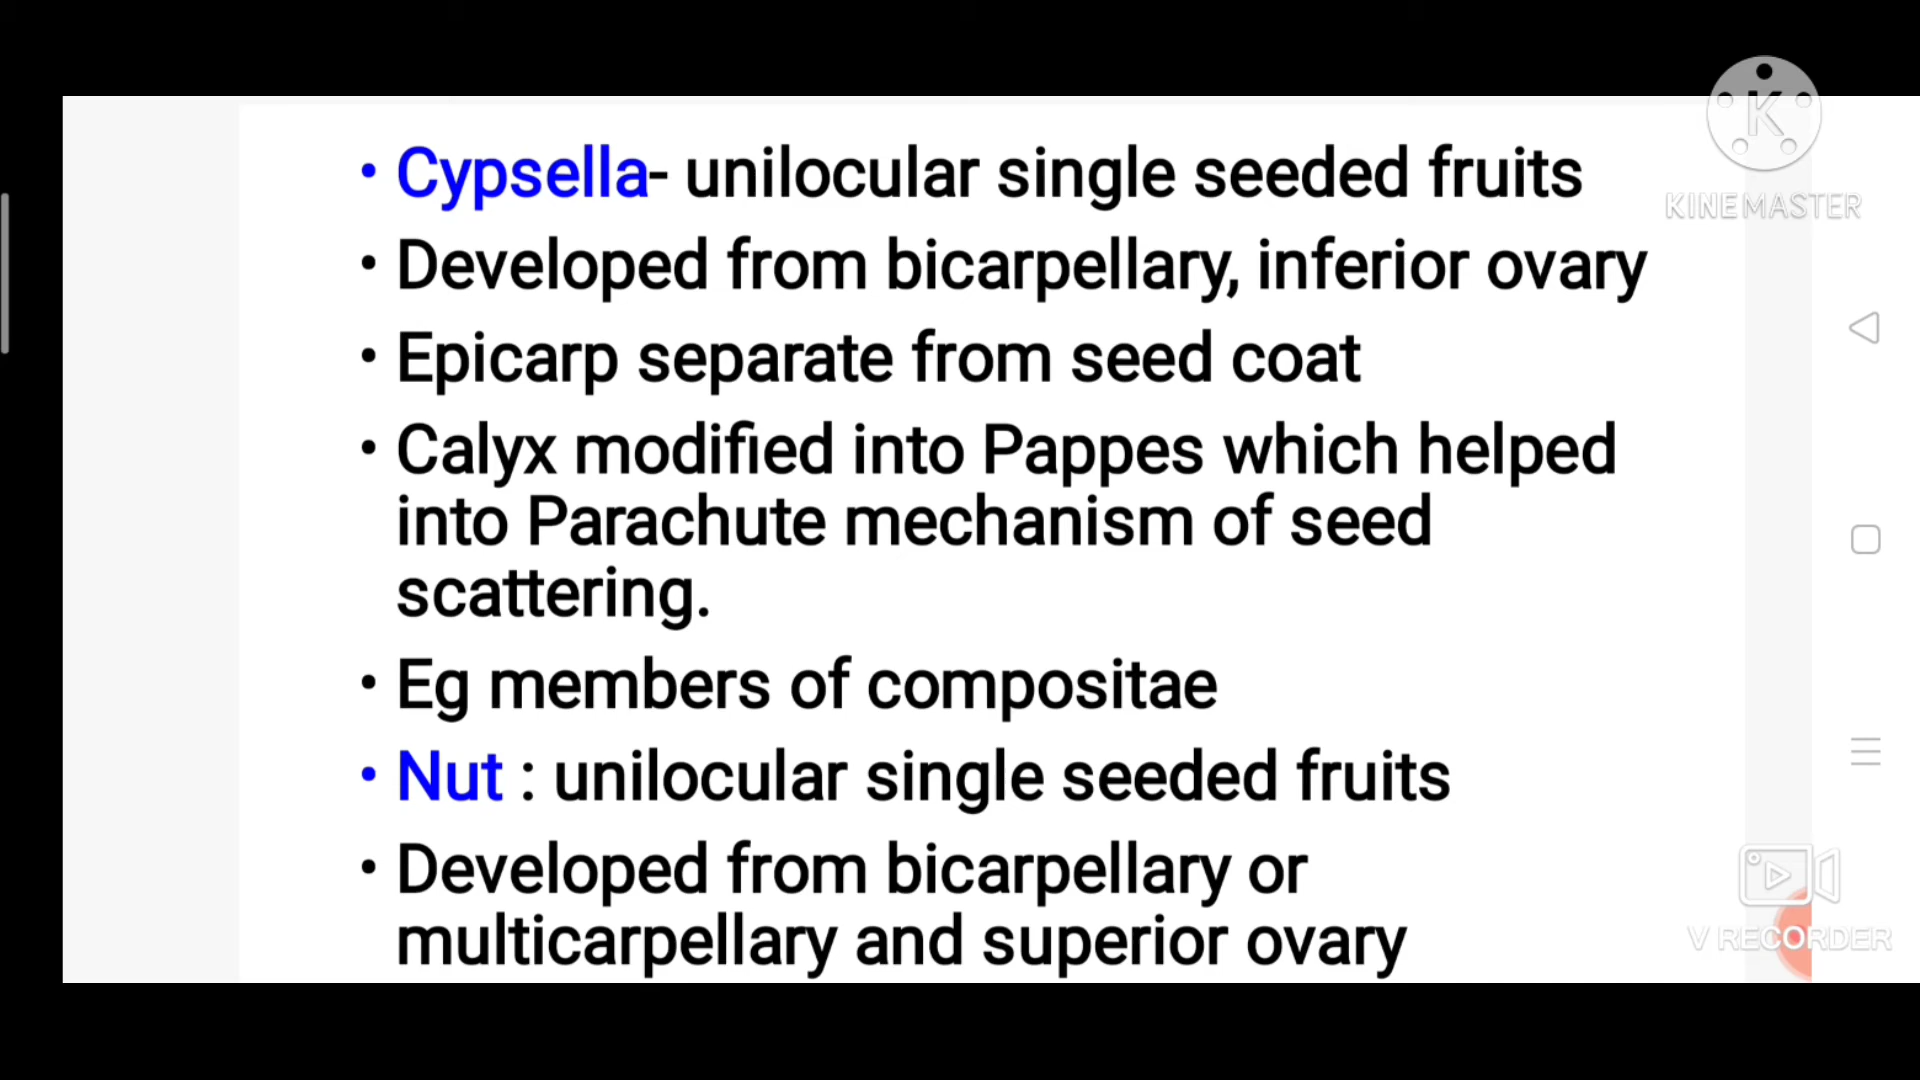 • Cypsella- unilocular single seeded fruits
• Developed from bicarpellary, inferior ovary
• Epicarp separate from seed coat
• Calyx modified into Pappes which helped
into Parachute mechanism of seed
scattering.
• Eg members of compositae
• Nut : unilocular single seeded fruits
• Developed from bicarpellary or
multicarpellary and superior ovary
K
KINEMASTER
V RECORDER